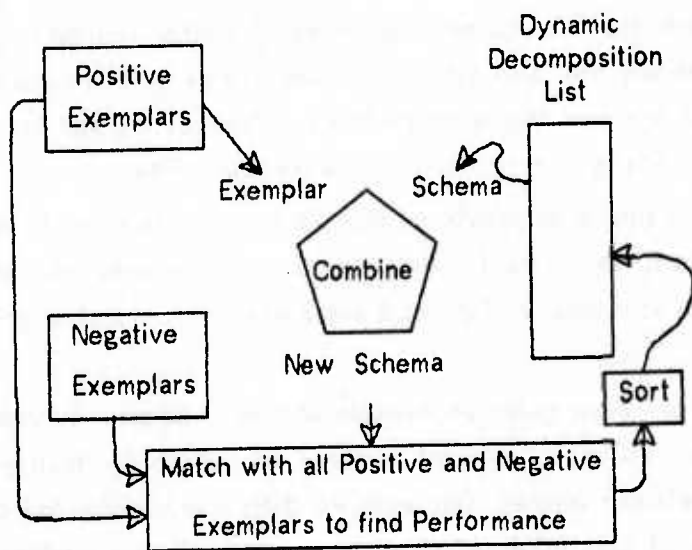 Dynamic
Decomposition
List
Positive
Exemplars
Exemplar
Schema
Combine
Negative
Exemplars
New Schema
Sort
Match with all Positive and Negative
Exemplars to find Performance